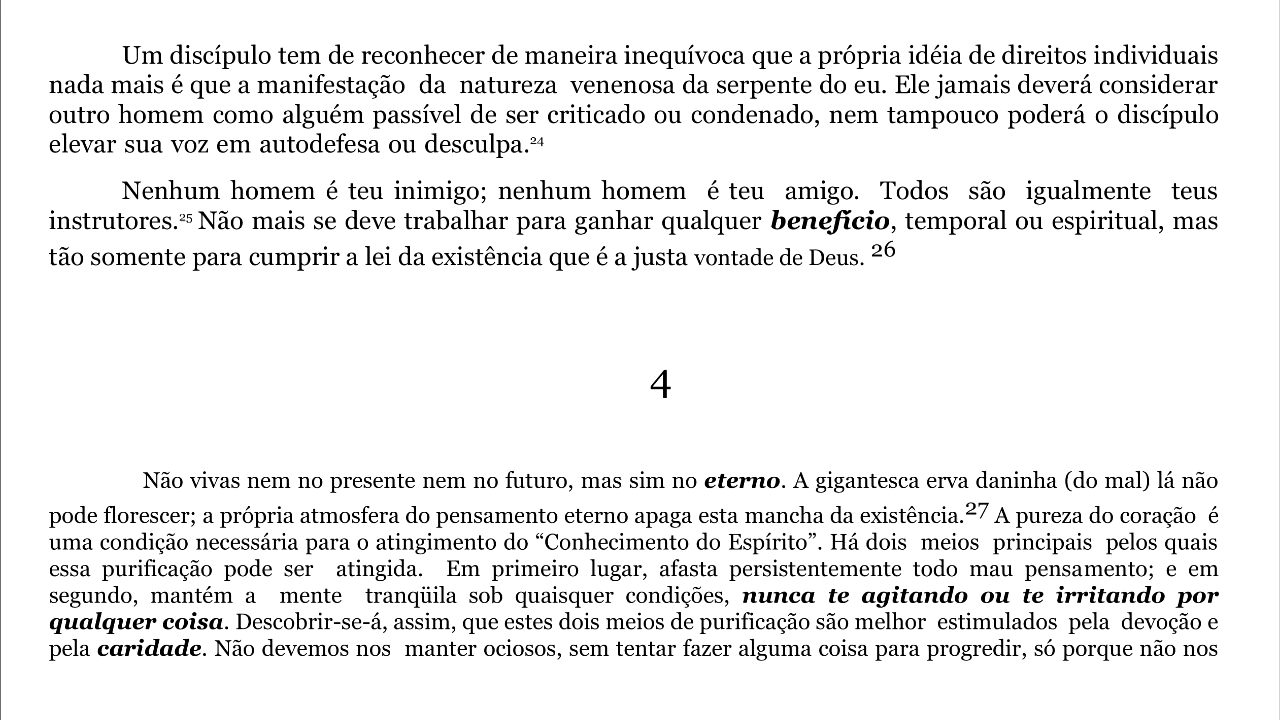 Um discípulo tem de reconhecer de maneira inequívoca que a própria idéia de direitos individuais
nada mais é que a manifestação da natureza venenosa da serpente do eu. Ele jamais deverá considerar
outro homem como alguém passível de ser criticado ou condenado, nem tampouco poderá o discípulo
elevar sua voz em autodefesa ou desculpa.24
Nenhum homem é teu inimigo; nenhum homem é teu amigo. Todos são igualmente teus
instrutores.25 Não mais se deve trabalhar para ganhar qualquer benefício, temporal ou espiritual, mas
tão somente para cumprir a lei da existência que é a justa vontade de Deus. 26
4
Não vivas nem no presente nem no futuro, mas sim no eterno. A gigantesca erva daninha (do mal) lá não
pode florescer; a própria atmosfera do pensamento eterno apaga esta mancha da existência.27 A pureza do coração é
uma condição necessária para o atingimento do “Conhecimento do Espírito”. Há dois meios principais pelos quais
essa purificação pode ser atingida. Em primeiro lugar, afasta persistentemente todo mau pensamento; e em
segundo, mantém a mente tranqüila sob quaisquer condições, nunca te agitando ou te irritando por
qualquer coisa. Descobrir-se-á, assim, que estes dois meios de purificação são melhor estimulados pela devoção e
pela caridade. Não devemos nos manter ociosos, sem tentar fazer alguma coisa para progredir, só porque não nos